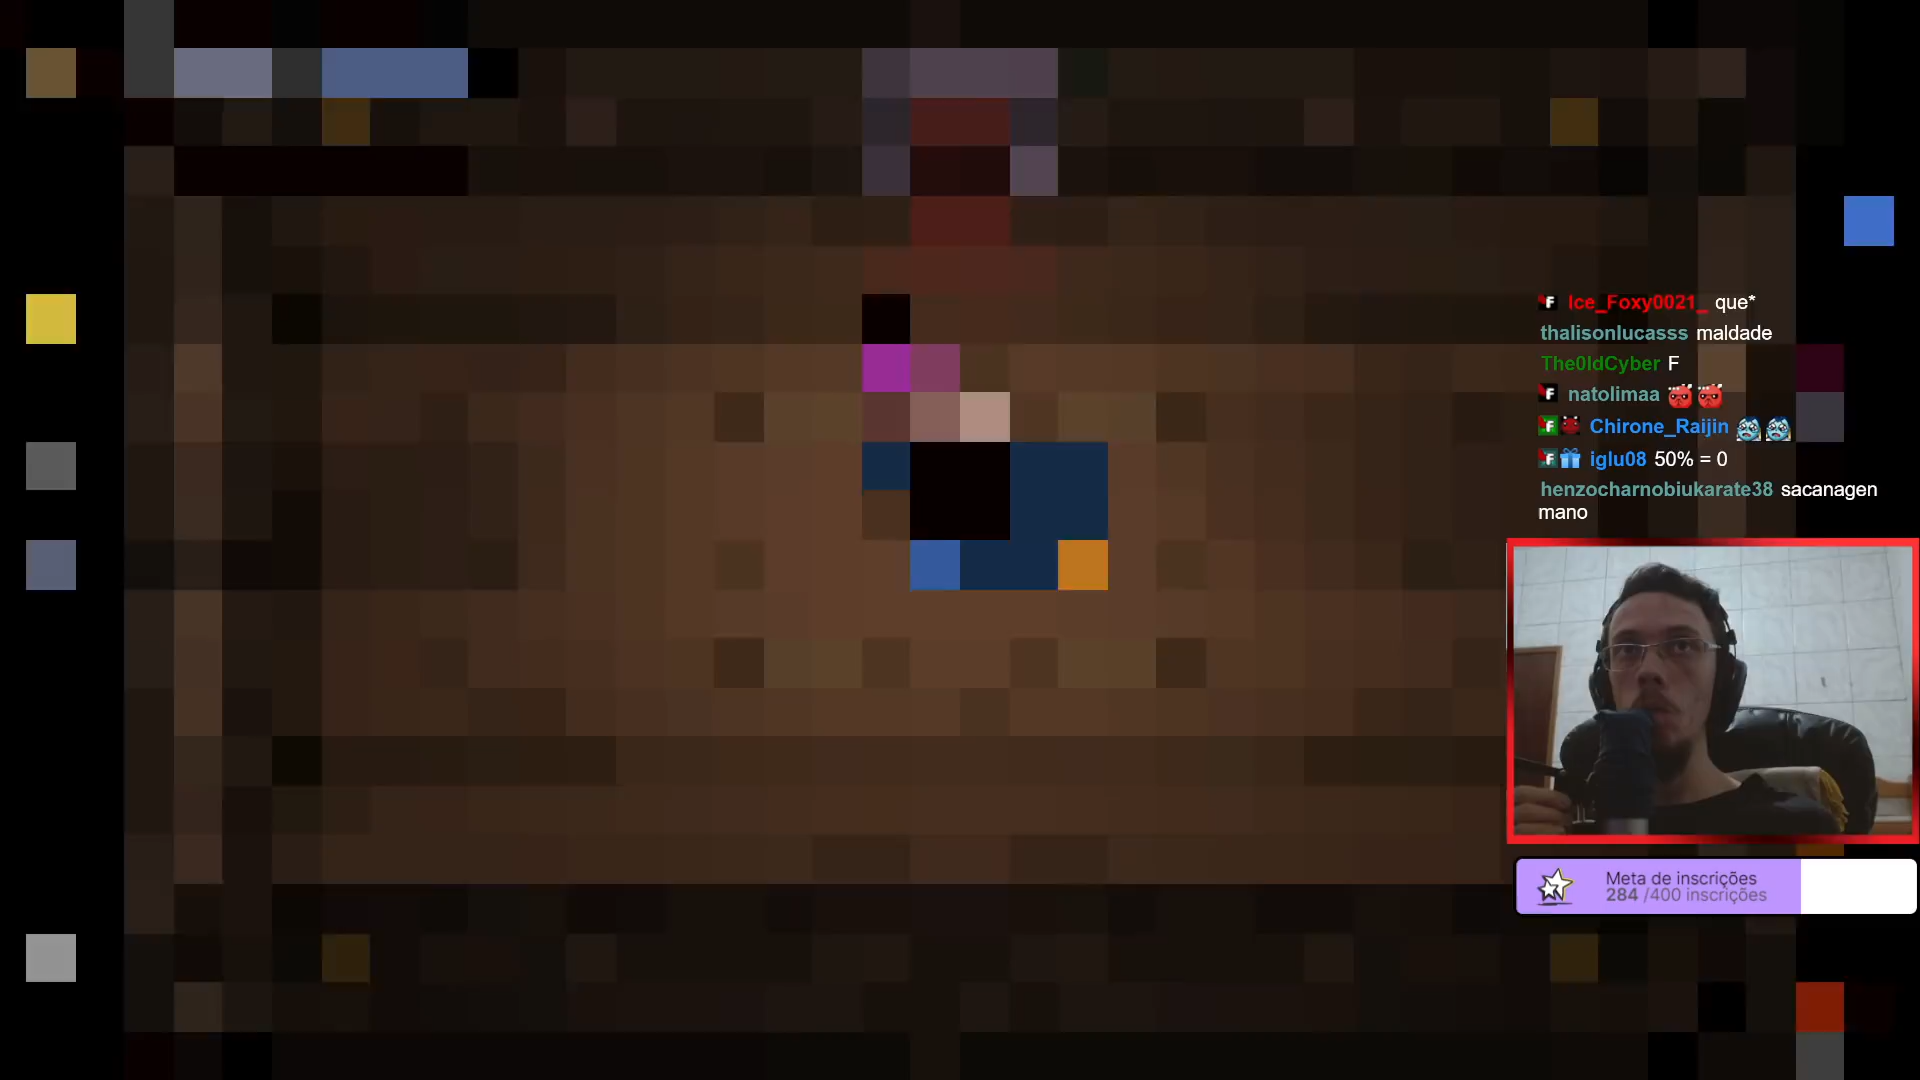 Ice_Foxy0021_ que*
thalisonlucasss maldade
The0ldCyber F
natolimaa
Chirone_Raijin
iglu08 50% = 0
henzocharnobiukarate38 sacanagen
mano
Meta de inscrições
284 /400 inscrições